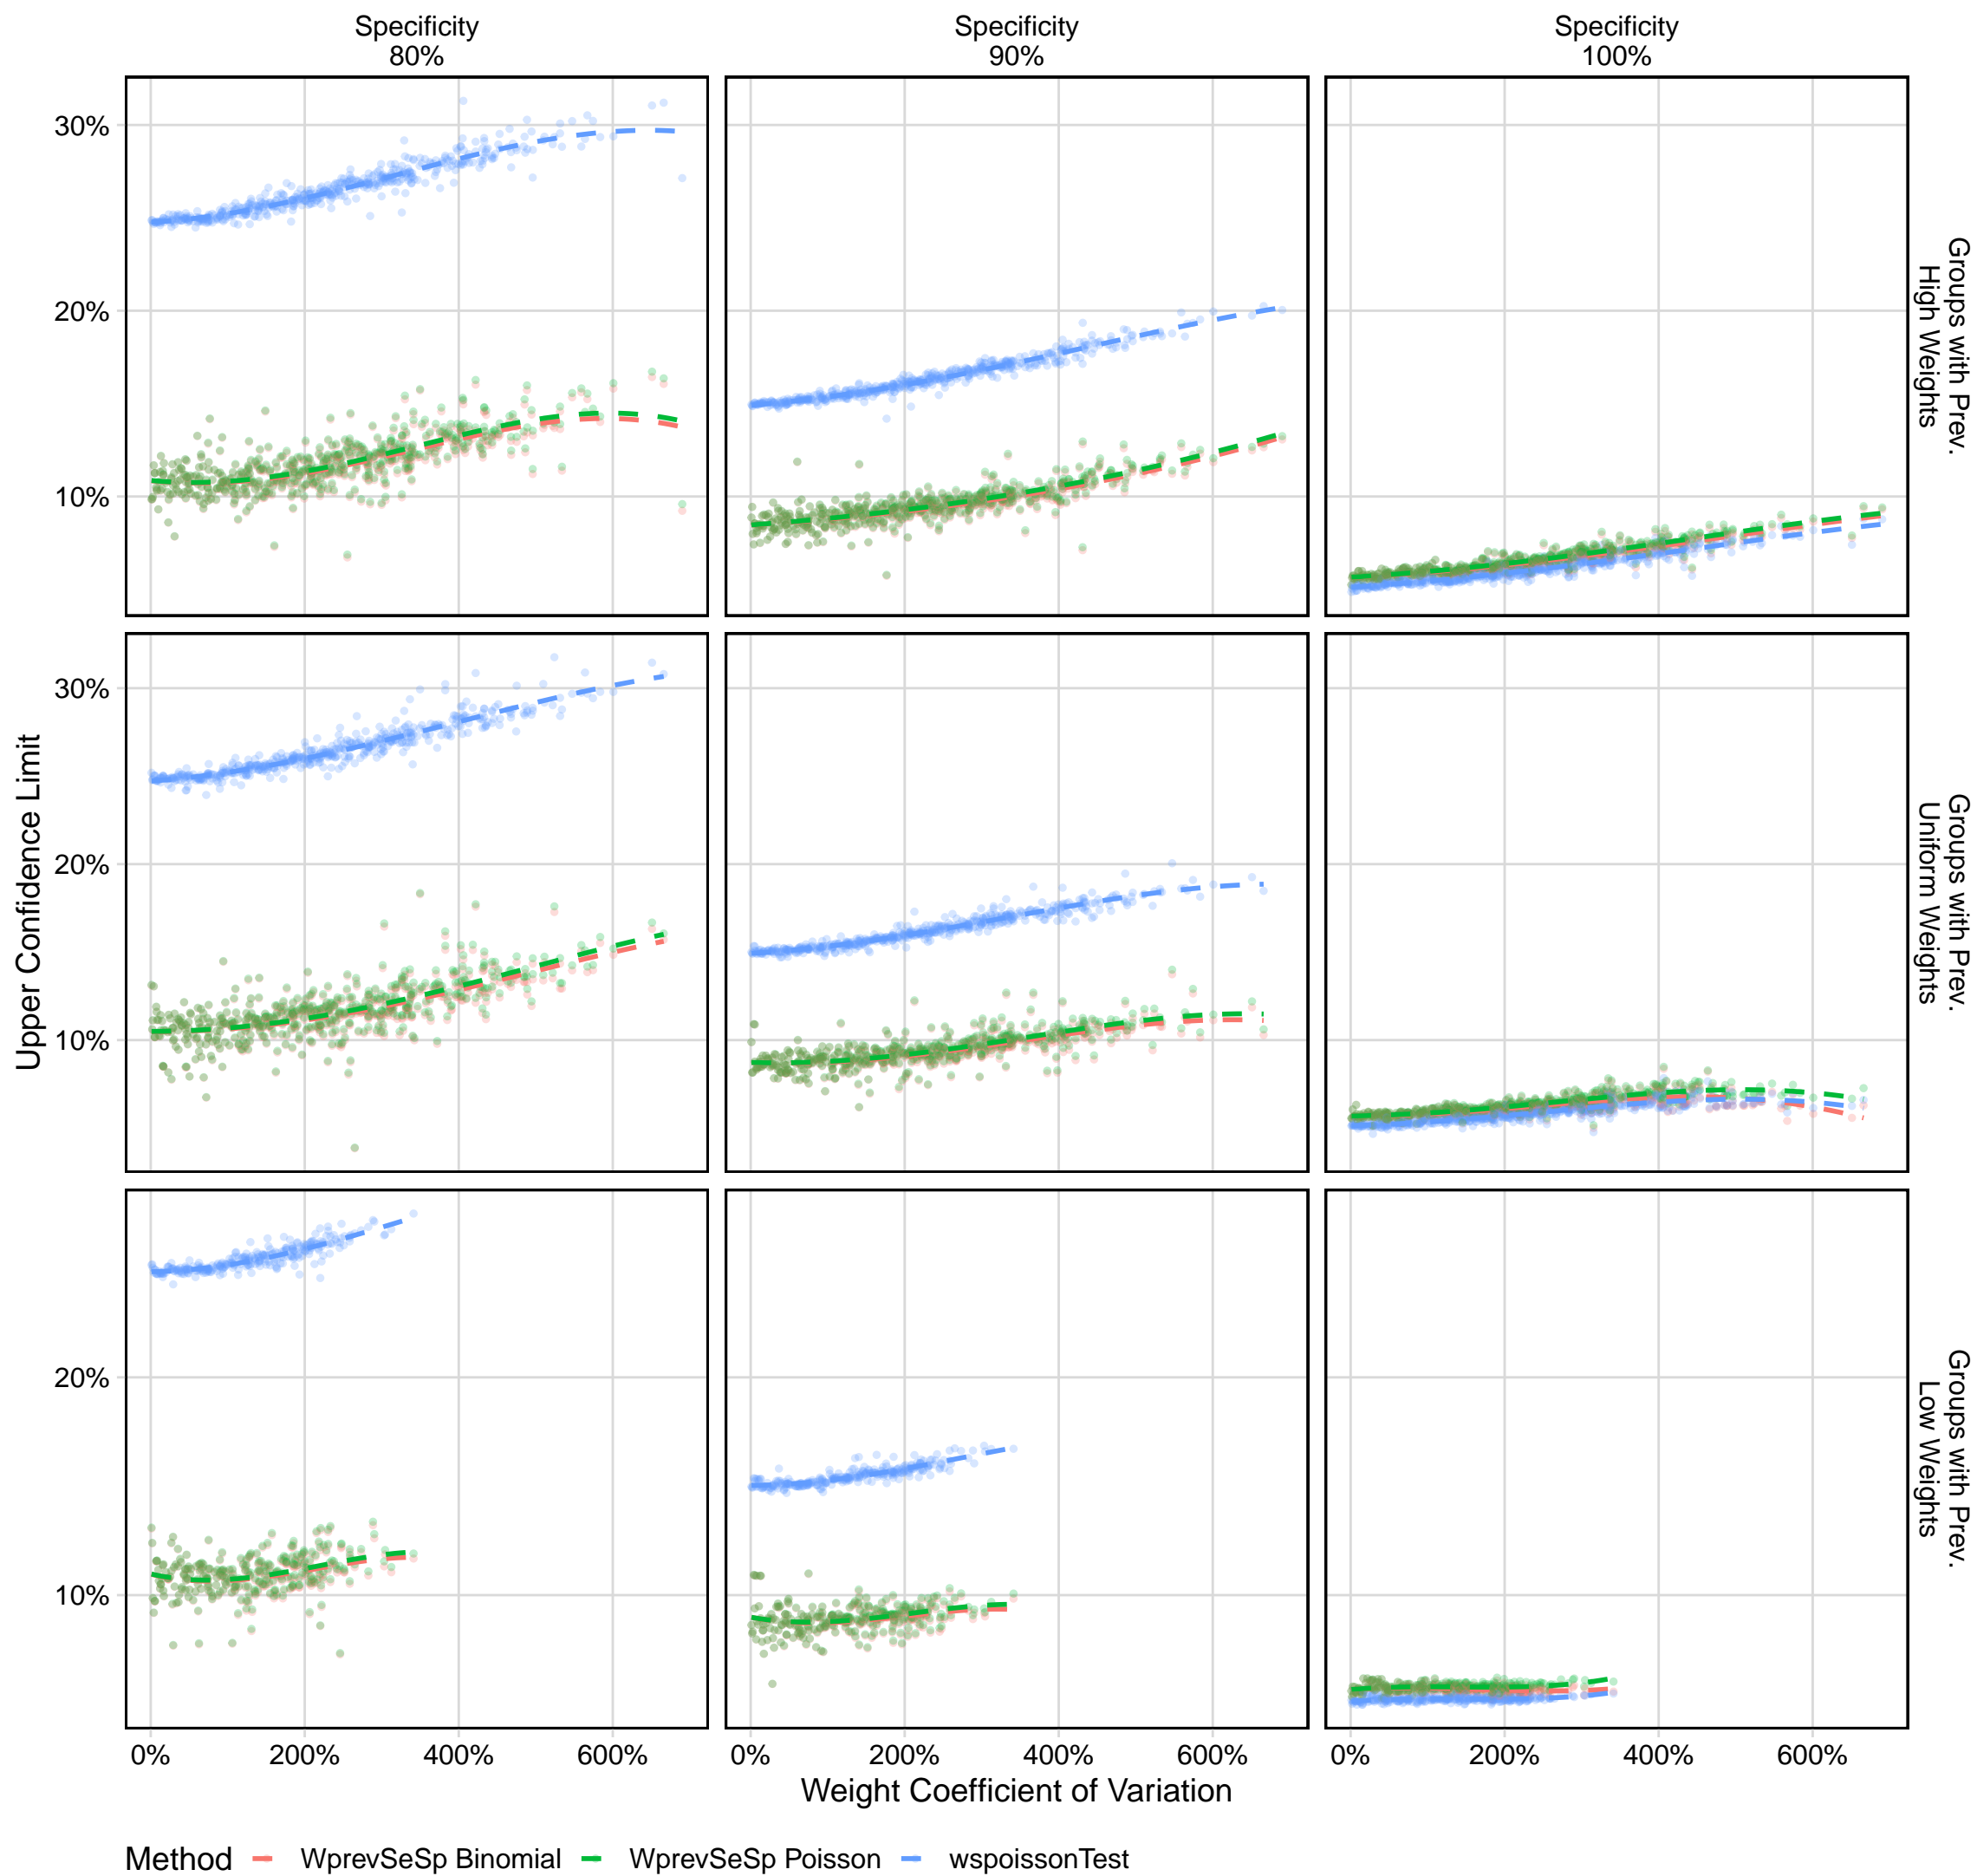 Specificity
80%
Specificity
90%
Specificity
100%
30%
20%
10%
Groups with Prev.
High Weights
30%
20%
10%
Groups with Prev.
Uniform Weights
20%
10%
Groups with Prev.
Low Weights
Upper Confidence Limit
0% 200% 400% 600%
0% 200% 400% 600%
0% 200% 400% 600%
Weight Coefficient of Variation
Method WprevSeSp Binomial WprevSeSp Poisson wspoissonTest